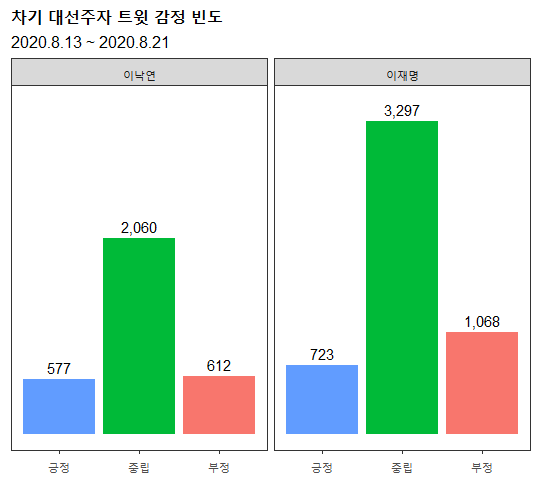 차기 대선주자 트윗 감정 빈도
2020.8.13 ~ 2020.8.21
이낙연
이재명
577
2,060
612
723
3,297
1,068
긍정
중립
부정
긍정
중립
부정